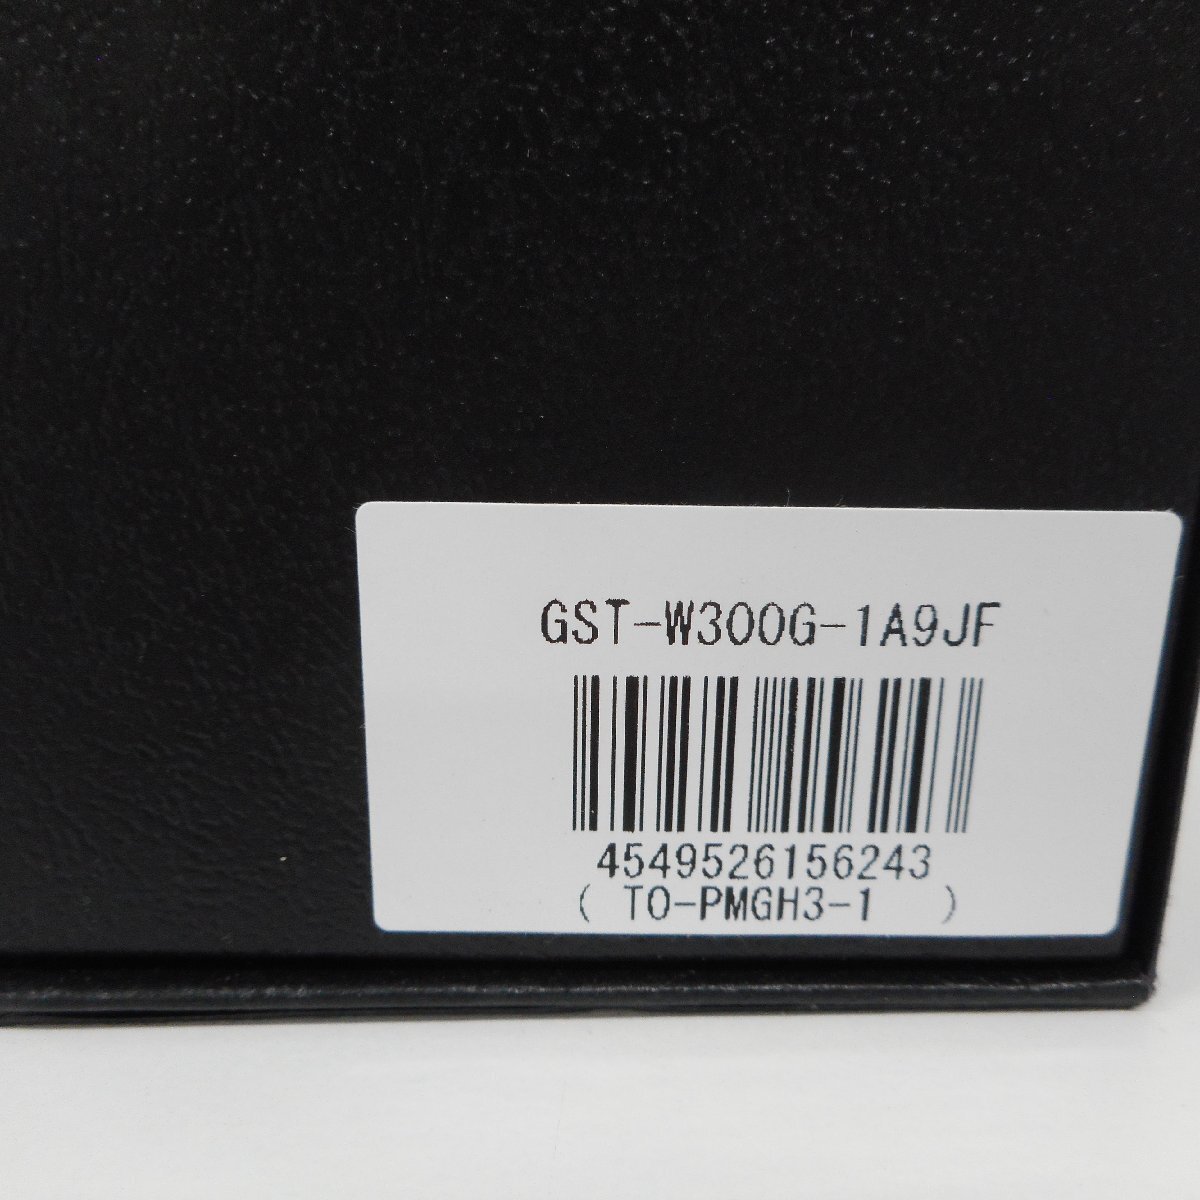 GST-W300G-1A9JF
4549526156243
( TO-PMGH3-1 )